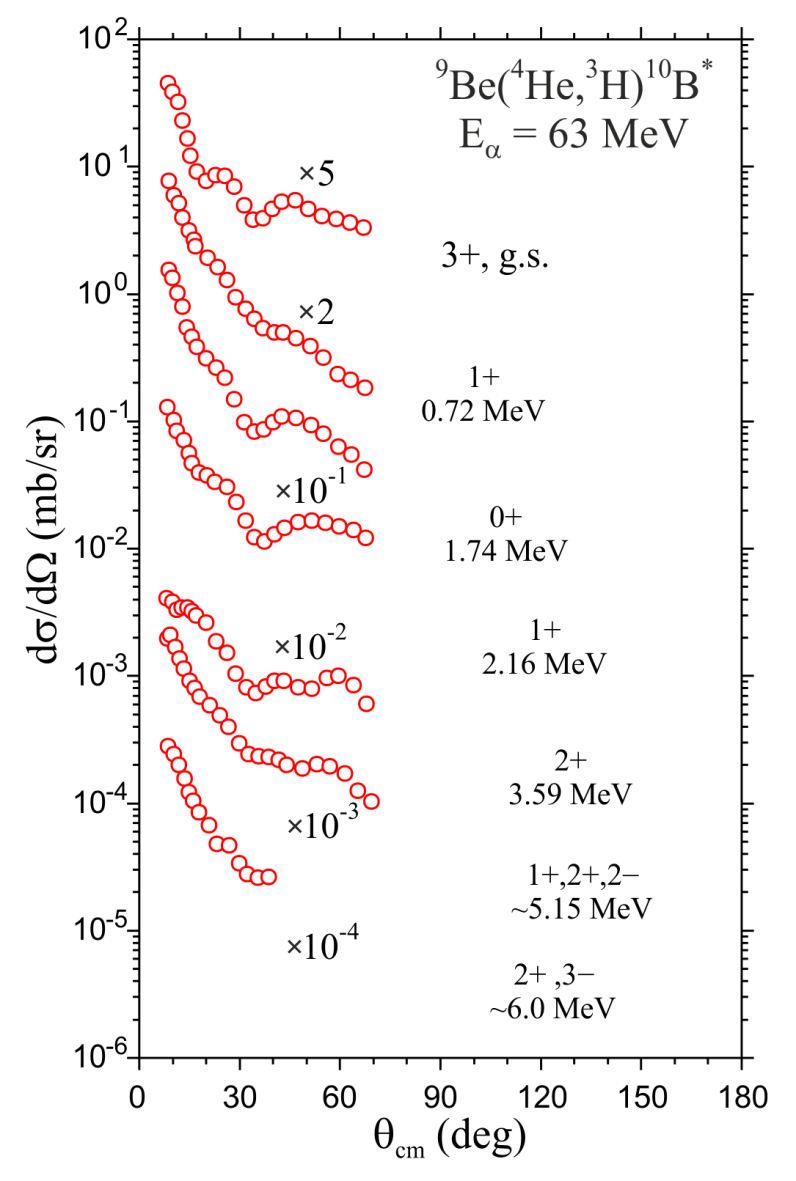 ⁹Be(⁴He,³H)¹⁰B*
Eα = 63 MeV
10²
10¹
10⁰
10⁻¹
10⁻²
10⁻³
10⁻⁴
10⁻⁵
10⁻⁶
dσ/dΩ (mb/sr)
×5
3+, g.s.
×2
1+
0.72 MeV
×10⁻¹
0+
1.74 MeV
×10⁻²
1+
2.16 MeV
2+
3.59 MeV
×10⁻³
1+,2+,2−
~5.15 MeV
×10⁻⁴
2+ ,3−
~6.0 MeV
0 30 60 90 120 150 180
θcm (deg)